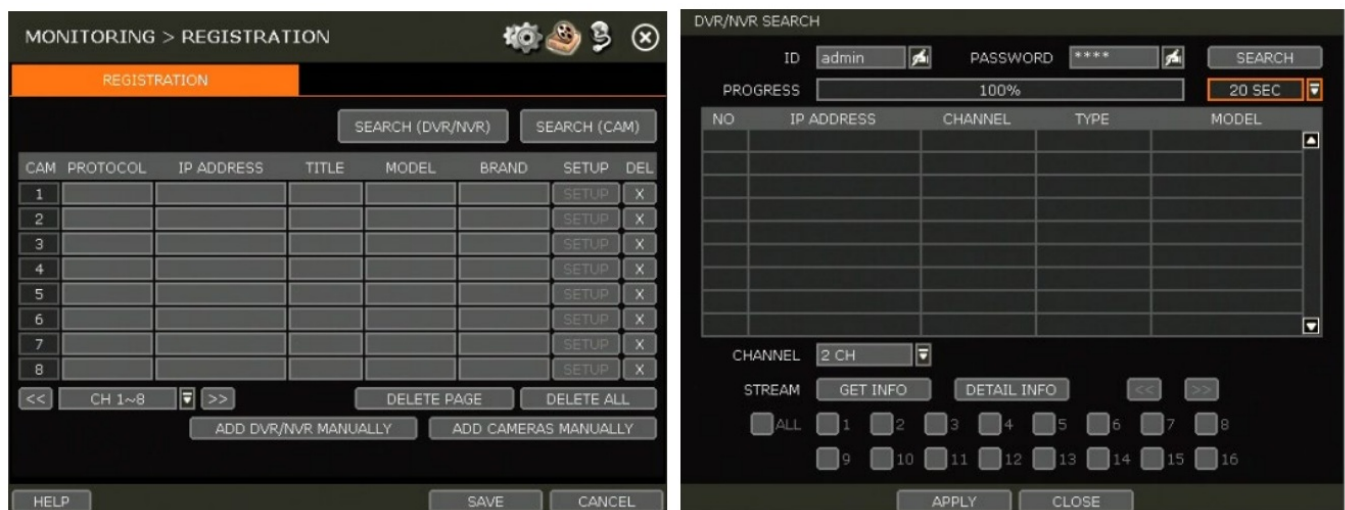 MONITORING > REGISTRATION
REGISTRATION
SEARCH (DVR/NVR) SEARCH (CAM)
CAM PROTOCOL IP ADDRESS TITLE MODEL BRAND SETUP DEL
1 SETUP X
2 SETUP X
3 SETUP X
4 SETUP X
5 SETUP X
6 SETUP X
7 SETUP X
8 SETUP X
<< CH 1~8 >> DELETE PAGE DELETE ALL
ADD DVR/NVR MANUALLY ADD CAMERAS MANUALLY
HELP SAVE CANCEL
DVR/NVR SEARCH
ID admin PASSWORD **** SEARCH
PROGRESS 100% 20 SEC
NO IP ADDRESS CHANNEL TYPE MODEL
CHANNEL 2 CH
STREAM GET INFO DETAIL INFO << >>
ALL 1 2 3 4 5 6 7 8
9 10 11 12 13 14 15 16
APPLY CLOSE